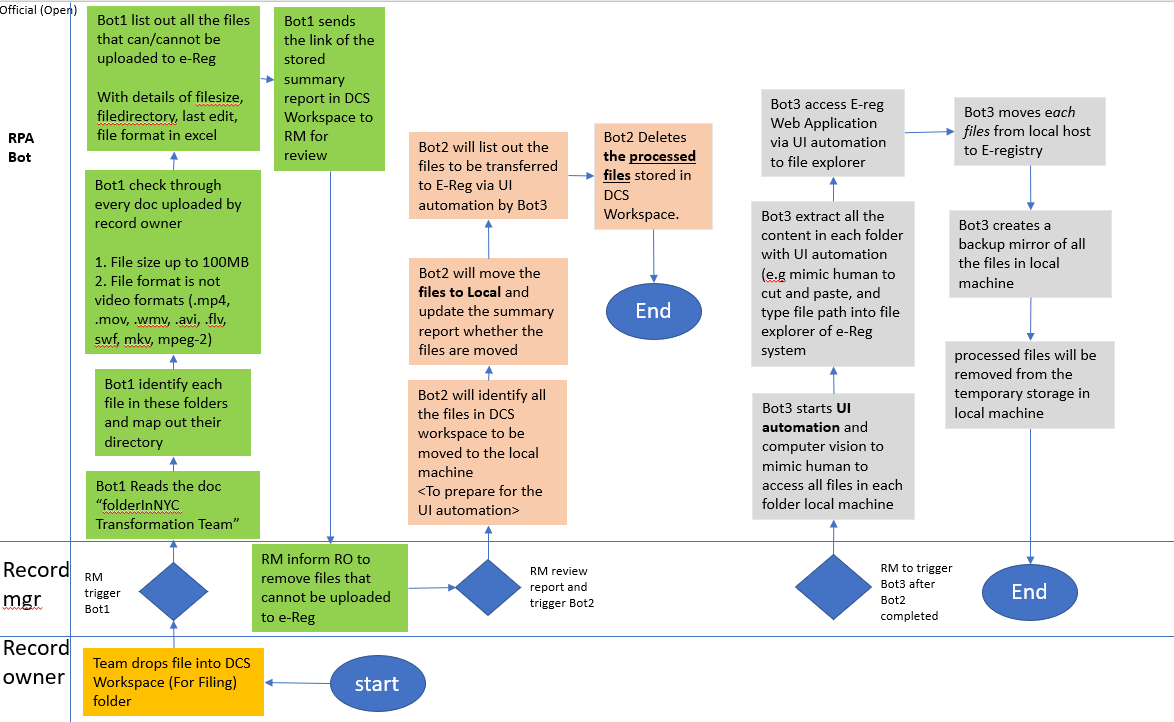 Official (Open)
RPA
Bot
Bot1 list out all the files
that can/cannot be
uploaded to e-Reg
With details of filesize,
filedirectory, last edit,
file format in excel
Bot1 sends
the link of the
stored
summary
report in DCS
Workspace to
RM for
review
Bot1 check through
every doc uploaded by
record owner
1. File size up to 100MB
2. File format is not
video formats (.mp4,
.mov, .wmv, .avi, .flv,
swf, mkv, mpeg-2)
Bot1 identify each
file in these folders
and map out their
directory
Bot1 Reads the doc
“folderInNYC
Transformation Team”
Bot2 will list out the
files to be transferred
to E-Reg via UI
automation by Bot3
Bot2 Deletes
the processed
files stored in
DCS
Workspace.
Bot2 will move the
files to Local and
update the summary
report whether the
files are moved
End
Bot2 will identify all
the files in DCS
workspace to be
moved to the local
machine
<To prepare for the
UI automation>
Bot3 access E-reg
Web Application
via UI automation
to file explorer
Bot3 moves each
files from local host
to E-registry
Bot3 extract all the
content in each folder
with UI automation
(e.g mimic human to
cut and paste, and
type file path into file
explorer of e-Reg
system
Bot3 creates a
backup mirror of all
the files in local
machine
Bot3 starts UI
automation and
computer vision to
mimic human to
access all files in each
folder local machine
processed files will be
removed from the
temporary storage in
local machine
Record
mgr
RM
trigger
Bot1
RM inform RO to
remove files that
cannot be uploaded
to e-Reg
RM review
report and
trigger Bot2
RM to trigger
Bot3 after
Bot2
completed
End
Record
owner
Team drops file into DCS
Workspace (For Filing)
folder
start